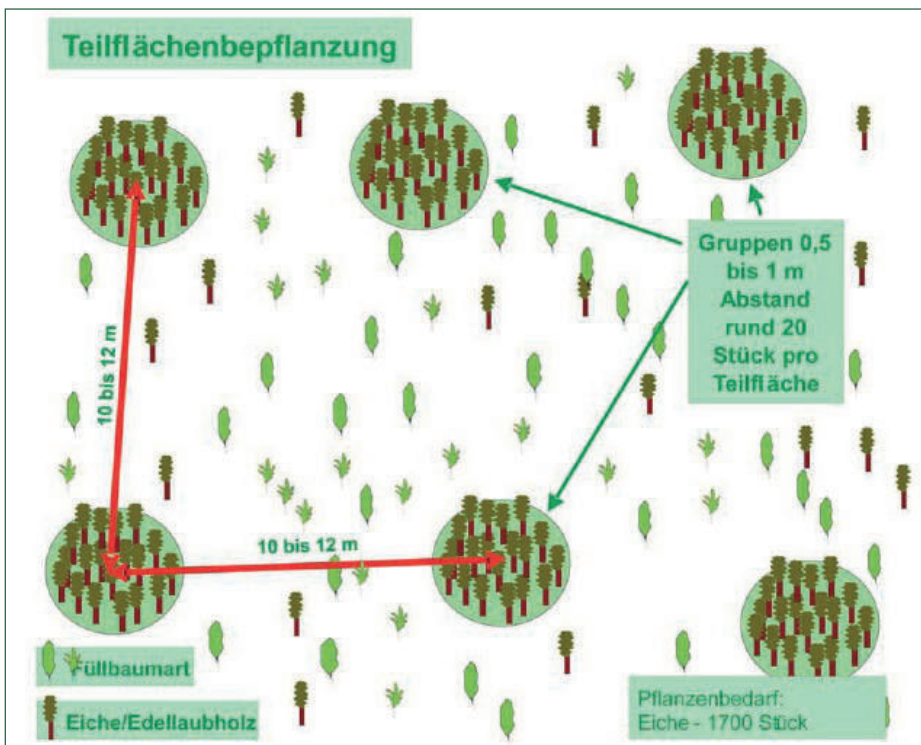 Teilflächenbepflanzung
Gruppen 0,5
bis 1 m
Abstand
rund 20
Stück pro
Teilfläche
10 bis 12 m
10 bis 12 m
Füllbaumart
Eiche/Edellaubholz
Pflanzenbedarf:
Eiche - 1700 Stück